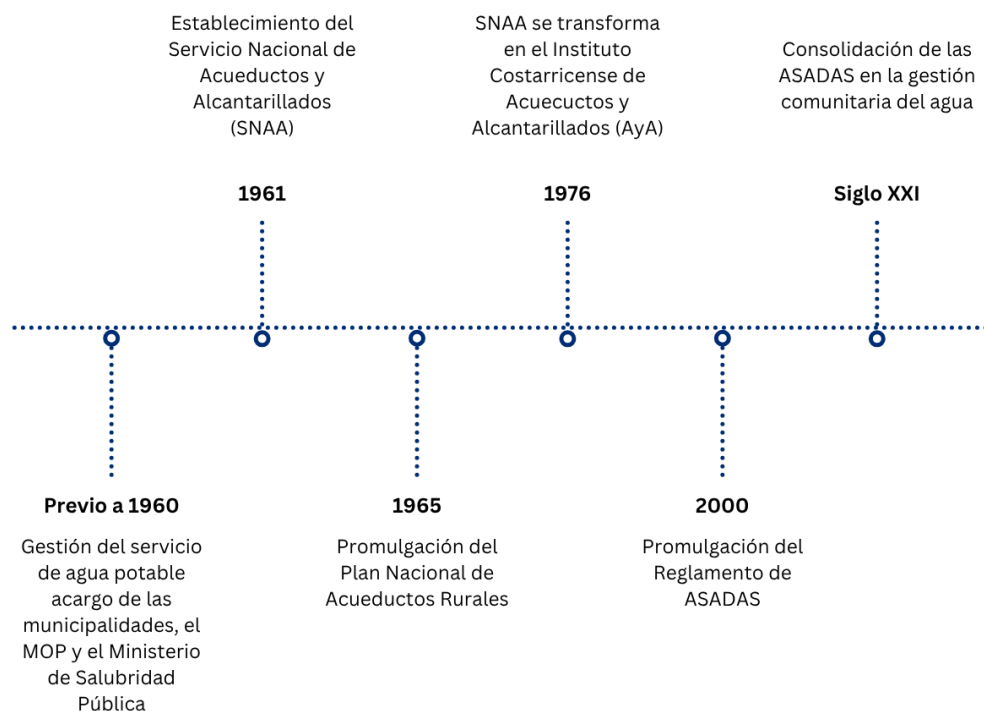 Establecimiento del
Servicio Nacional de
Acueductos y
Alcantarillados
(SNAA)
1961
SNAA se transforma
en el Instituto
Costarricense de
Acuecuctos y
Alcantarillados (AyA)
1976
Consolidación de las
ASADAS en la gestión
comunitaria del agua
Siglo XXI
Previo a 1960
Gestión del servicio
de agua potable
acargo de las
municipalidades, el
MOP y el Ministerio
de Salubridad
Pública
1965
Promulgación del
Plan Nacional de
Acueductos Rurales
2000
Promulgación del
Reglamento de
ASADAS